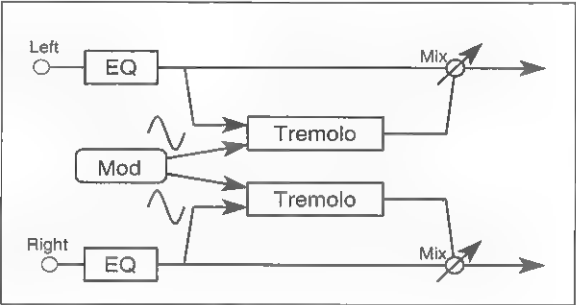 Left
EQ
Mix
Tremolo
Mod
Tremolo
Right
EQ
Mix